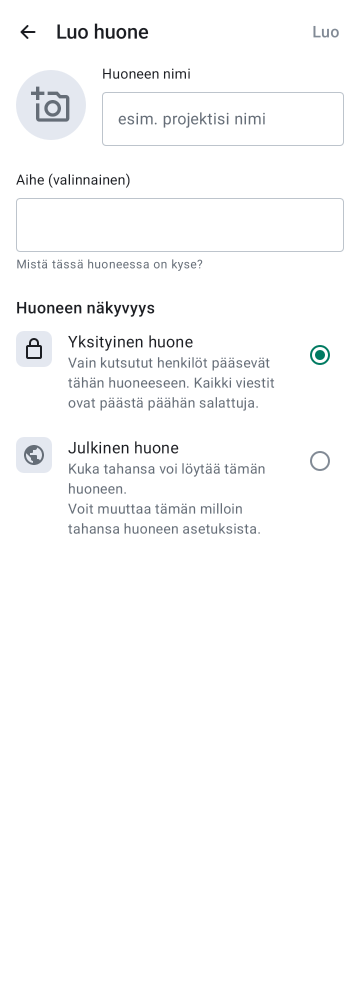 Luo huone
Luo
Huoneen nimi
esim. projektisi nimi
Aihe (valinnainen)
Mistä tässä huoneessa on kyse?
Huoneen näkyvyys
Yksityinen huone
Vain kutsutut henkilöt pääsevät
tähän huoneeseen. Kaikki viestit
ovat päästä päähän salattuja.
Julkinen huone
Kuka tahansa voi löytää tämän
huoneen.
Voit muuttaa tämän milloin
tahansa huoneen asetuksista.